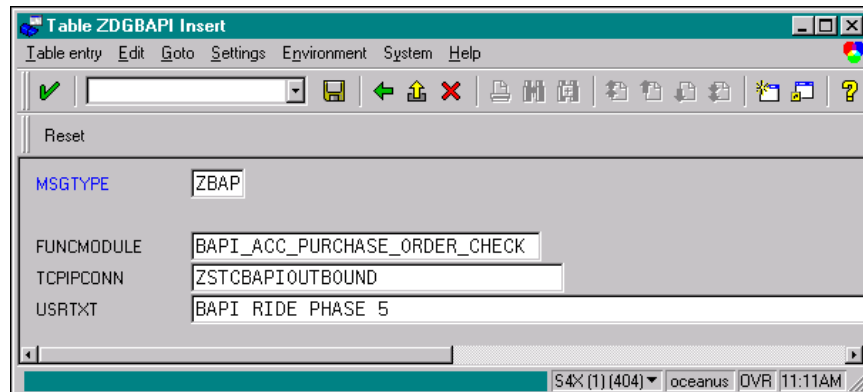 Table ZDGBAPI Insert
Table entry Edit Goto Settings Environment System Help
Reset
MSGTYPE ZBAP
FUNCMODULE BAPI_ACC_PURCHASE_ORDER_CHECK
TCPIPCONN ZSTCBAPIOUTBOUND
USRTXT BAPI RIDE PHASE 5
S4X (1) (404) oceanus OVR 11:11AM